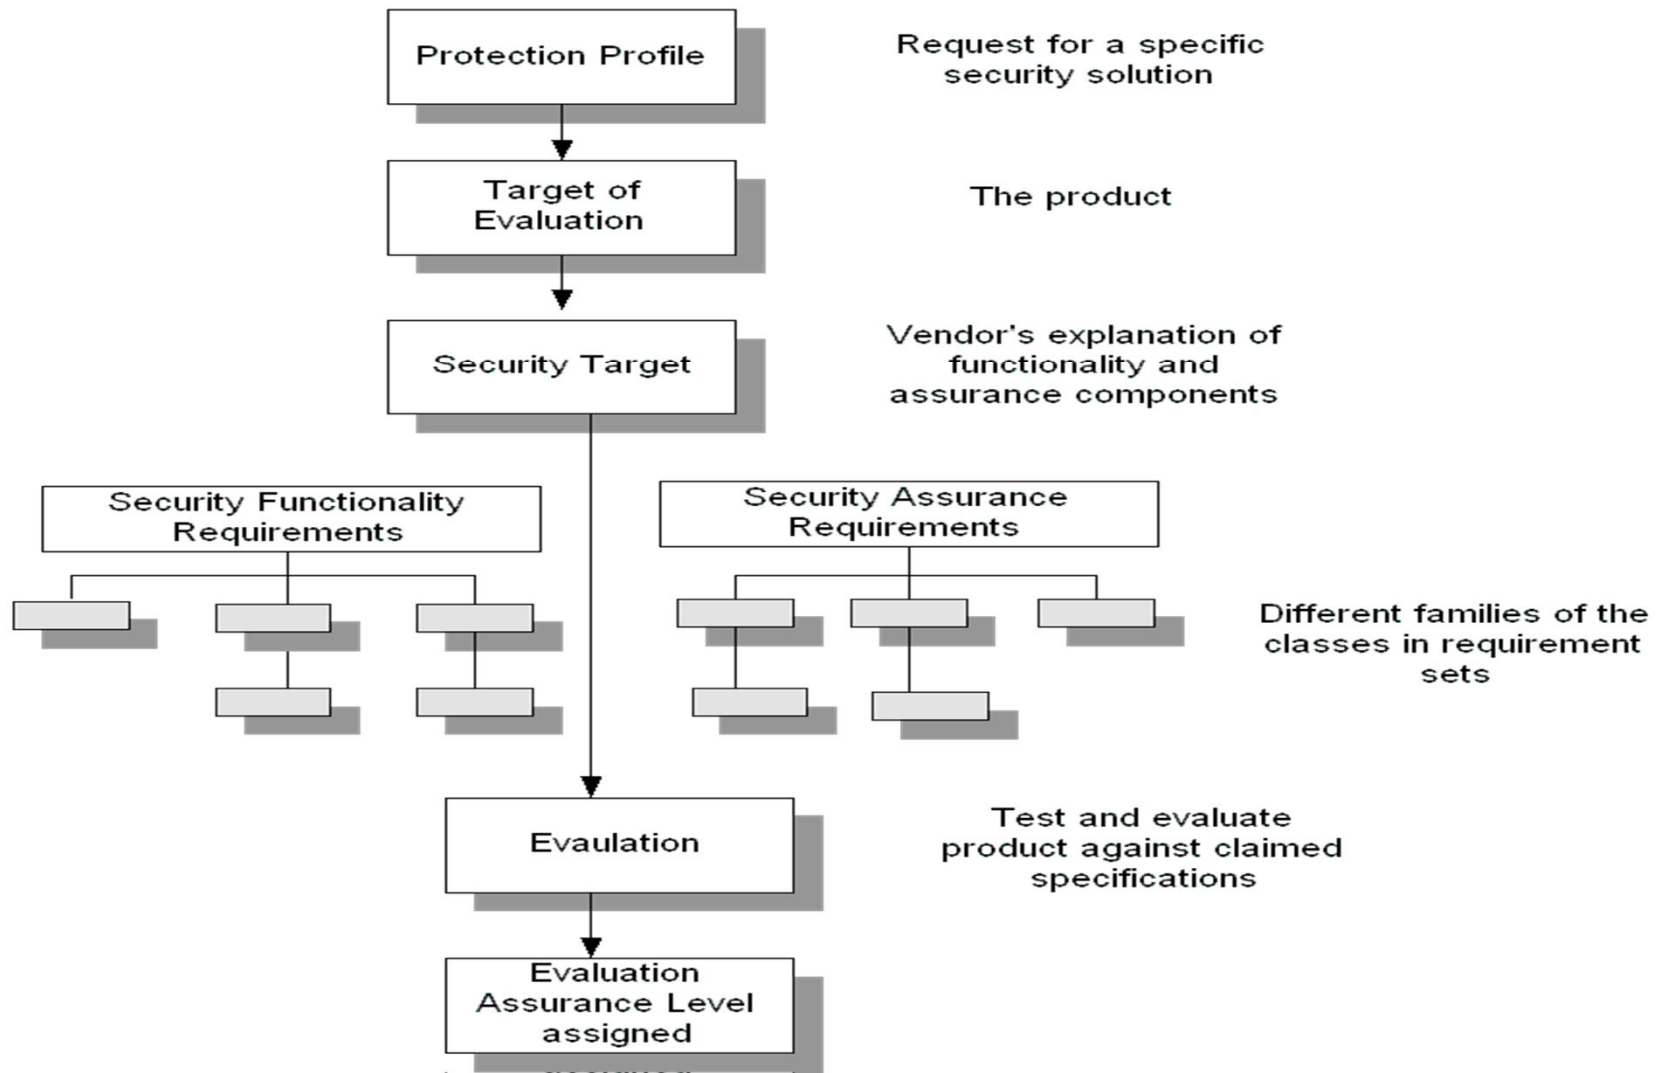 Protection Profile
Request for a specific
security solution
Target of
Evaluation
The product
Security Target
Vendor's explanation of
functionality and
assurance components
Security Functionality
Requirements
Security Assurance
Requirements
Different families of the
classes in requirement
sets
Evaulation
Test and evaluate
product against claimed
specifications
Evaluation
Assurance Level
assigned